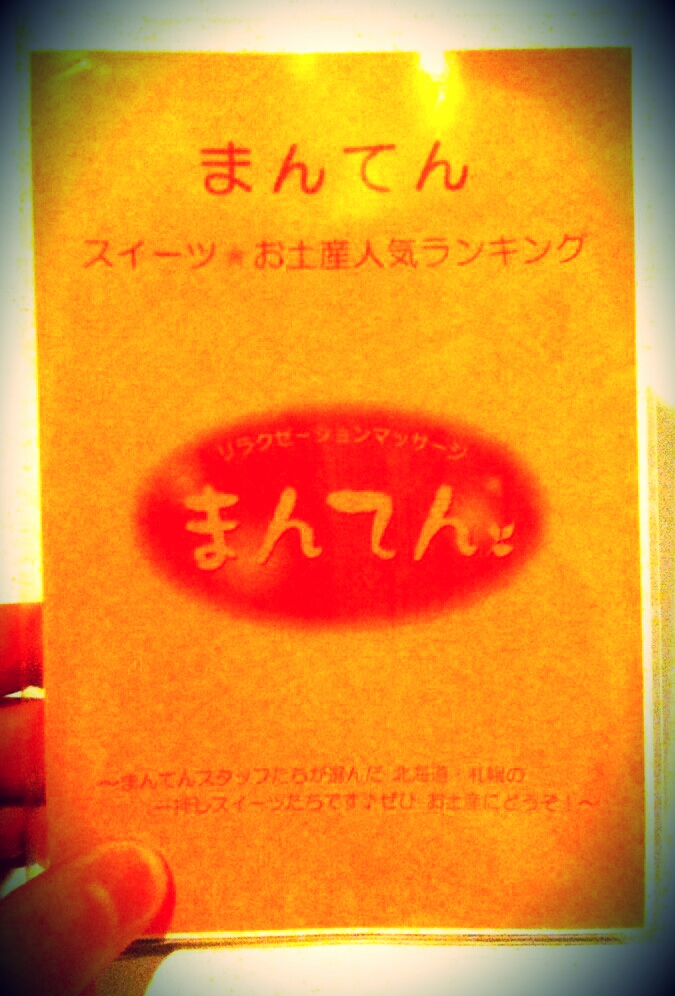 まんてん
スイーツ★お土産人気ランキング
リラクゼーションマッサージ
まんてん
～まんてんスタッフたちが選んだ 北海道・札幌の
一押しスイーツたちです♪ぜひ お土産にどうぞ！～